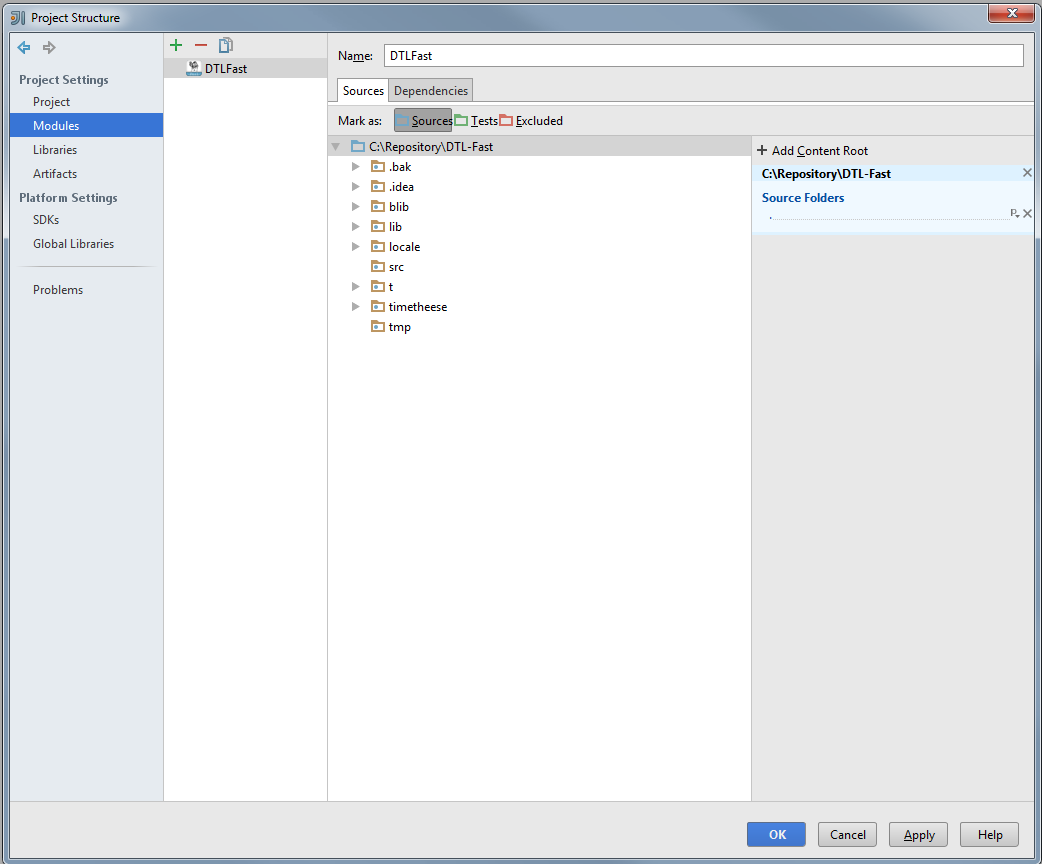 Project Structure
Project Settings
Project
Modules
Libraries
Artifacts
Platform Settings
SDKs
Global Libraries
Problems
DTLFast
Name: DTLFast
Sources Dependencies
Mark as: Sources Tests Excluded
C:\Repository\DTL-Fast
.bak
.idea
blib
lib
locale
src
t
timetheese
tmp
+ Add Content Root
C:\Repository\DTL-Fast
Source Folders
.
P
OK Cancel Apply Help